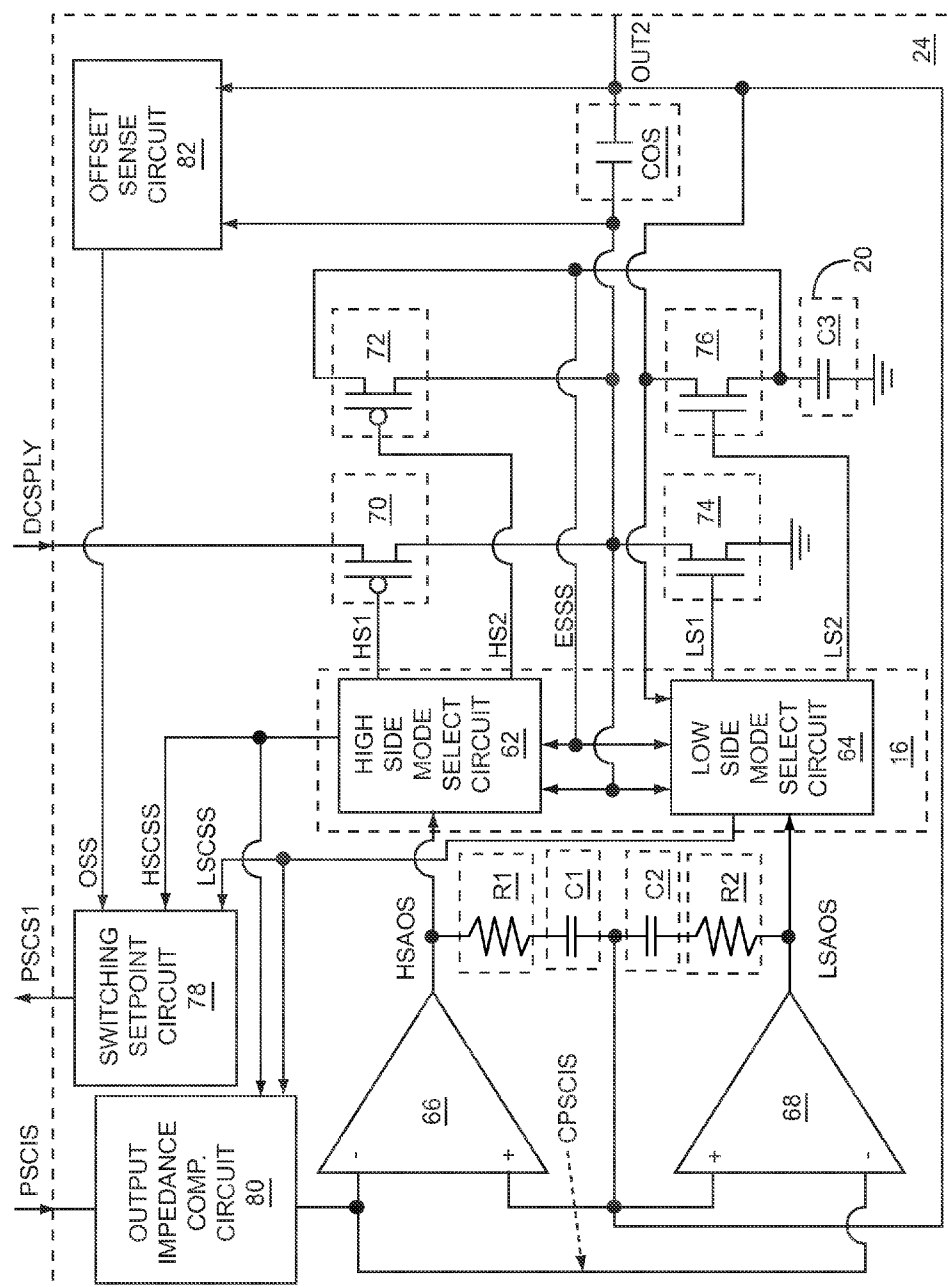 PSCIS
PSCS1
DCSPLY
OUTPUT
IMPEDANCE
COMP.
CIRCUIT
80
SWITCHING
SETPOINT
CIRCUIT
78
OSS
HSCSS
LSCSS
OFFSET
SENSE
CIRCUIT
82
66
-
+
HSAOS
HIGH
SIDE
MODE
SELECT
CIRCUIT
62
HS1
HS2
70
72
ESSS
CPSCIS
R1
C1
C2
R2
COS
OUT2
68
+
-
LSAOS
LOW
SIDE
MODE
SELECT
CIRCUIT
64
16
LS1
LS2
74
76
C3
20
24